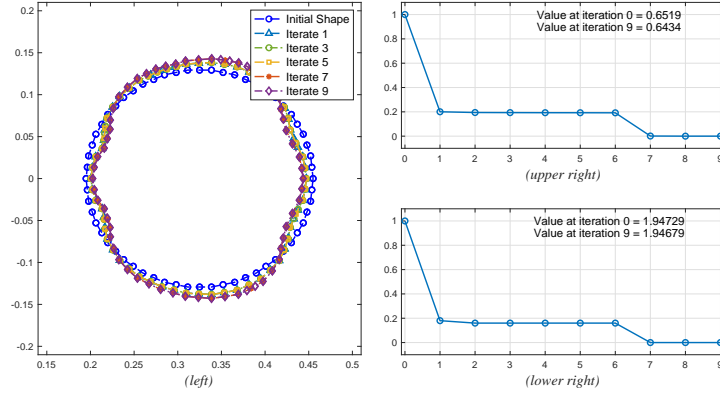 0.2
0.15
0.1
0.05
0
-0.05
-0.1
-0.15
-0.2
0.15 0.2 0.25 0.3 0.35 0.4 0.45 0.5
Initial Shape
Iterate 1
Iterate 3
Iterate 5
Iterate 7
Iterate 9
(left)
1
0.8
0.6
0.4
0.2
0
0 1 2 3 4 5 6 7 8 9
Value at iteration 0 = 0.6519
Value at iteration 9 = 0.6434
(upper right)
1
0.8
0.6
0.4
0.2
0
0 1 2 3 4 5 6 7 8 9
Value at iteration 0 = 1.94729
Value at iteration 9 = 1.94679
(lower right)